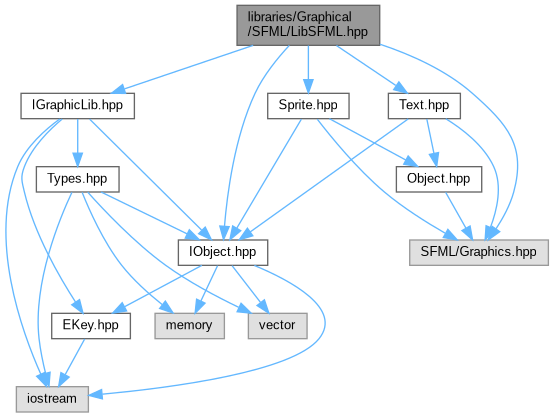 libraries/Graphical
/SFML/LibSFML.hpp
IGraphicLib.hpp
Sprite.hpp
Text.hpp
Types.hpp
Object.hpp
IObject.hpp
SFML/Graphics.hpp
EKey.hpp
memory
vector
iostream